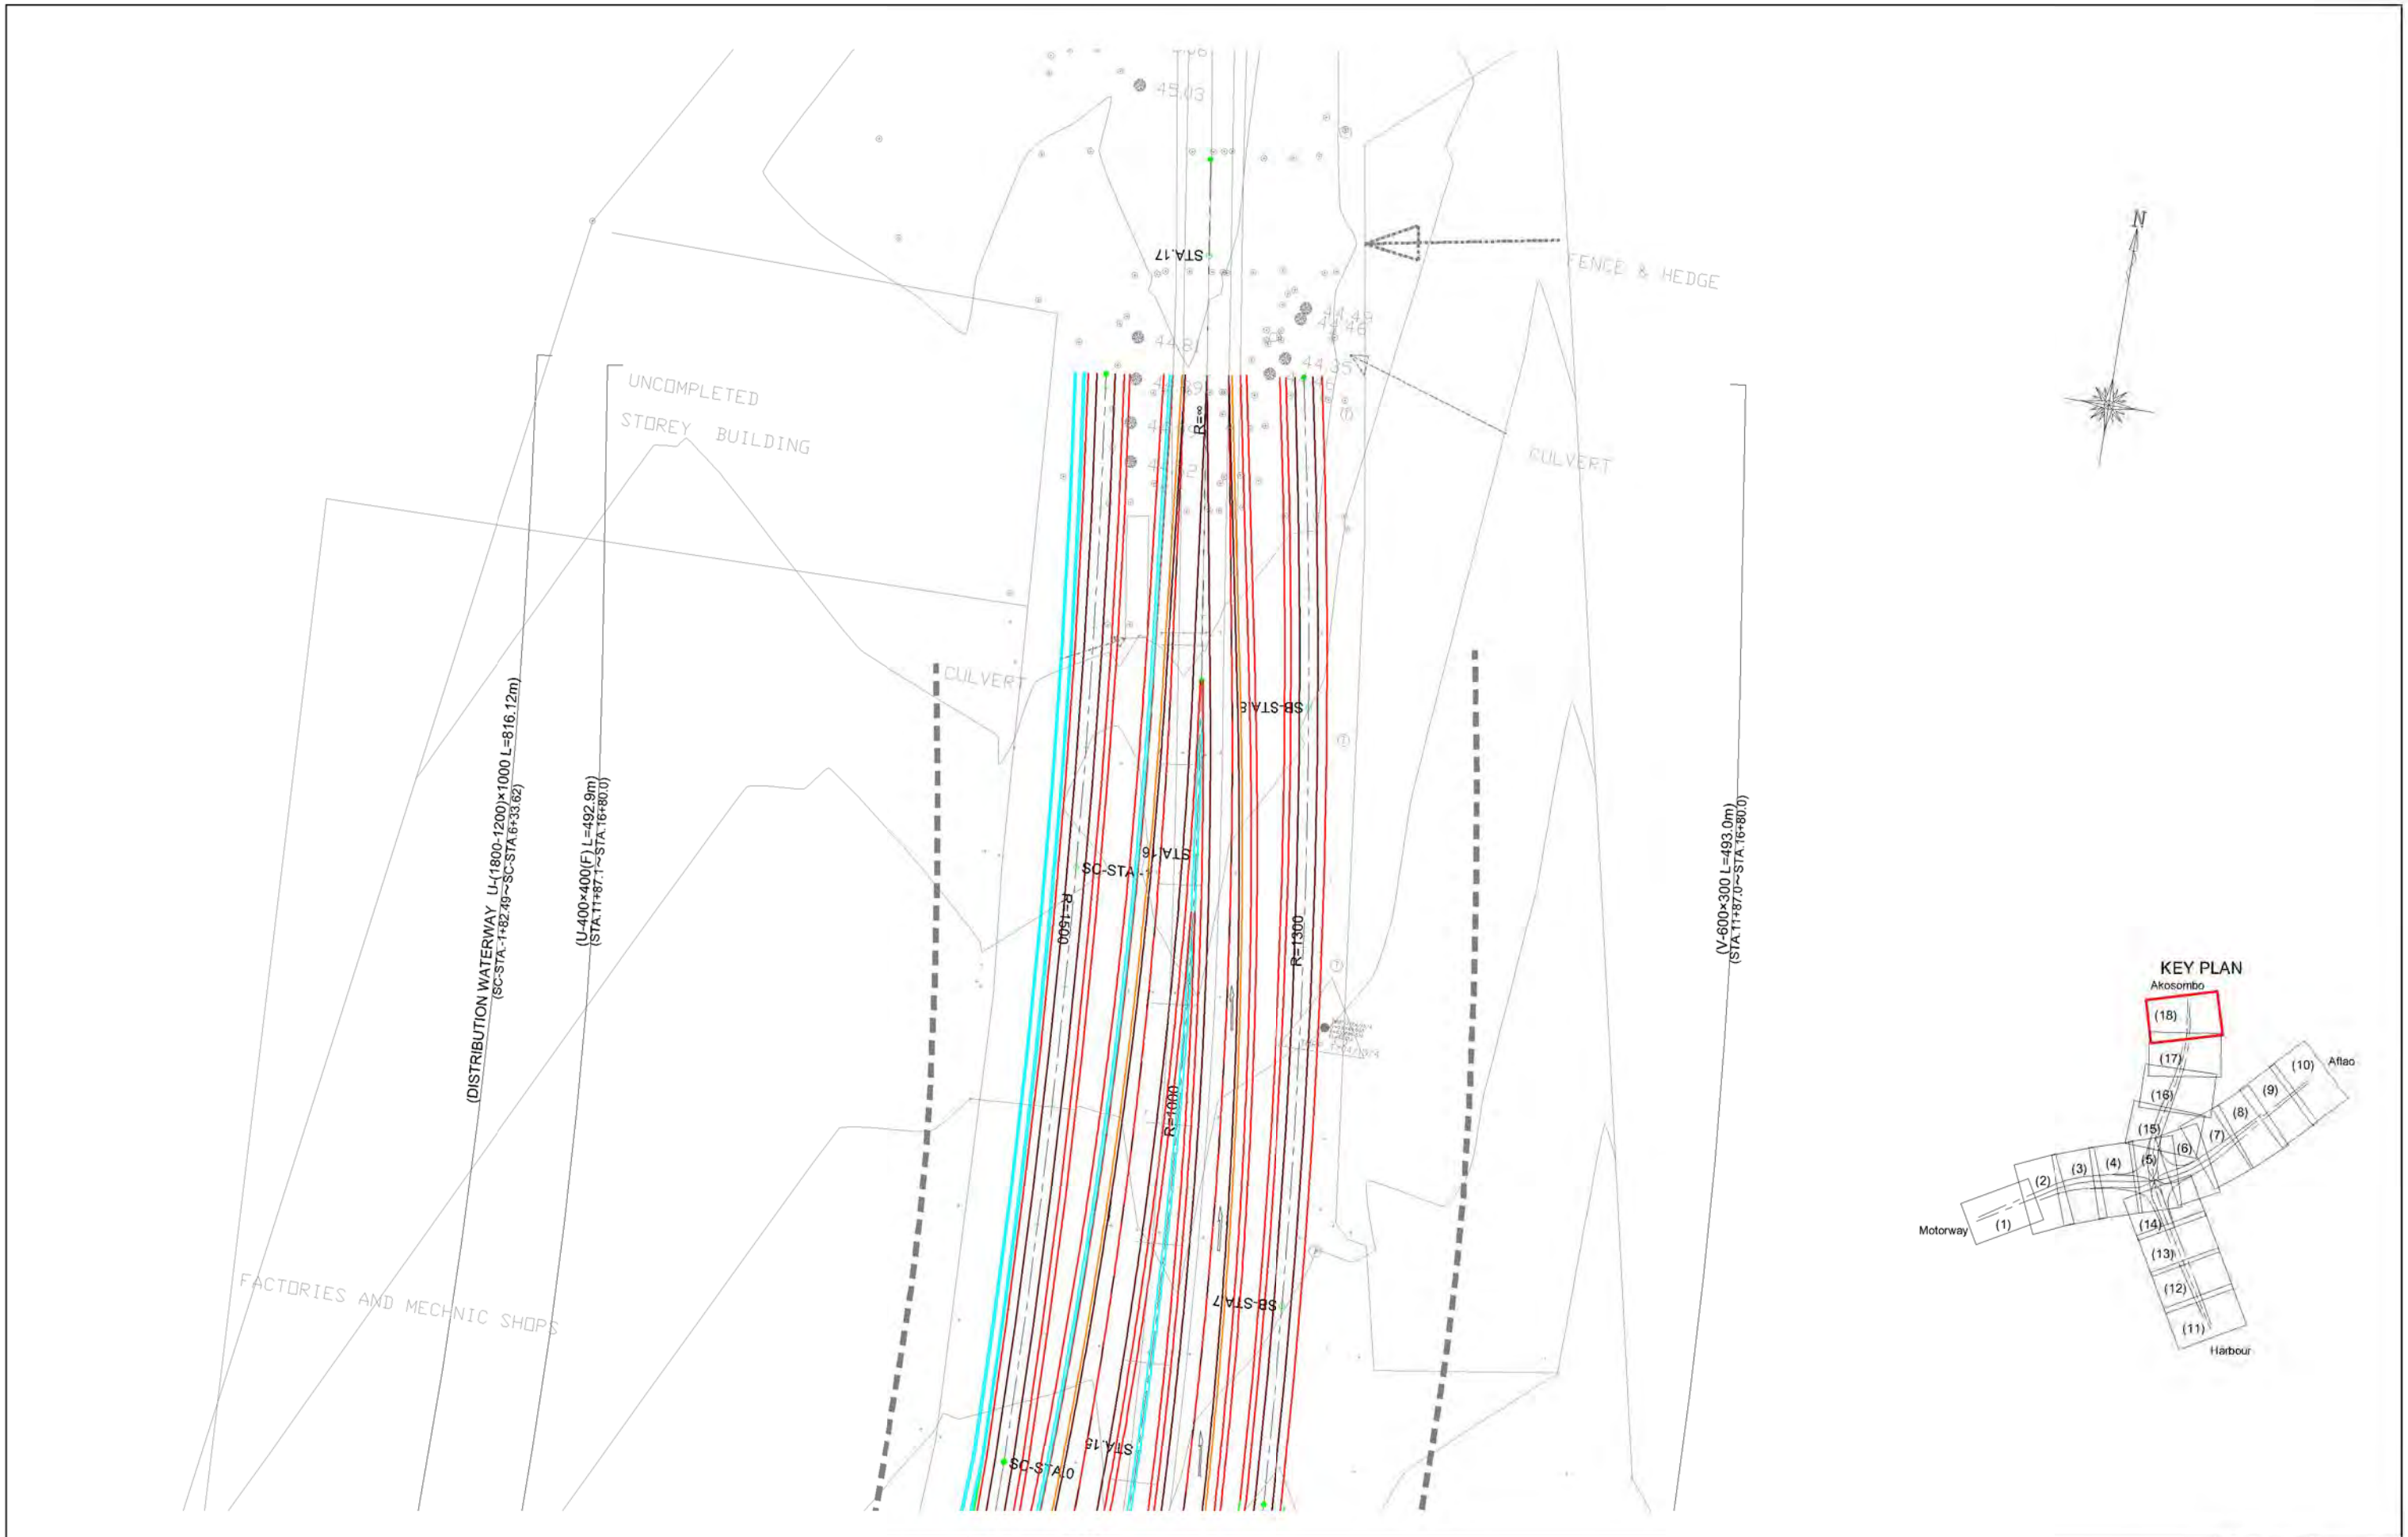 45.03
N
STA.17
FENCE & HEDGE
44.49
44.81
44.35
UNCOMPLETED
STOREY BUILDING
R=∞
CULVERT
CULVERT
SB-STA.8
(DISTRIBUTION WATERWAY U-(1800-1200)×1000 L=816.12m)
(SC-STA.-1+82.49~SC-STA.6+33.62)
(U-400×400(F) L=492.9m)
(STA.11+87.1~STA.16+80.0)
(V-600×300 L=493.0m)
(STA.11+87.0~STA.16+80.0)
STA.16
SC-STA.-1
R=1500
R=1300
R=1000
KEY PLAN
Akosombo
(18)
(17)
(16)
(15)
(10)
Aflao
(9)
(8)
(7)
(6)
(5)
(4)
(3)
(2)
(1)
Motorway
(14)
(13)
(12)
(11)
Harbour
SB-STA.7
FACTORIES AND MECHNIC SHOPS
STA.15
SC-STA.0